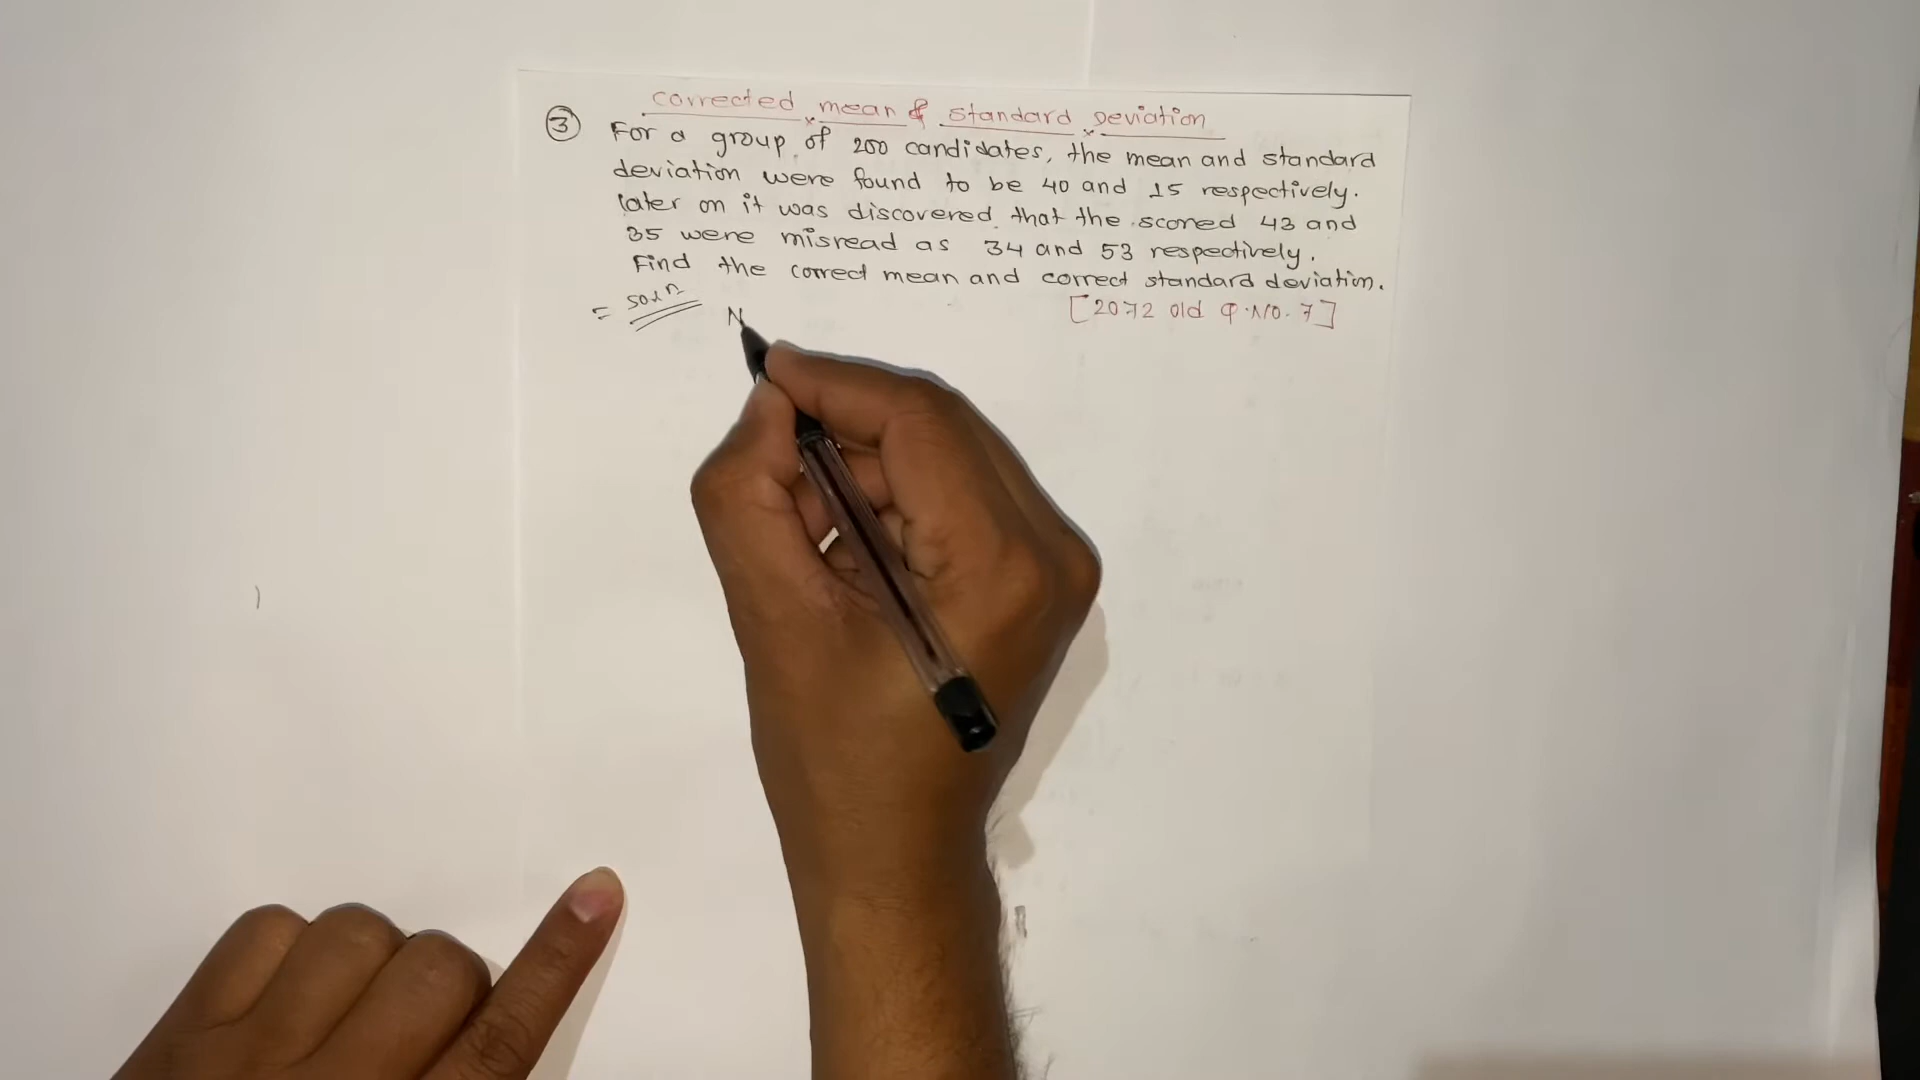 corrected mean & standard Deviation
③ For a group of 200 candidates, the mean and standard
deviation were found to be 40 and 15 respectively.
later on it was discovered that the scored 43 and
35 were misread as 34 and 53 respectively.
Find the correct mean and correct standard deviation.
[2072 old Q.NO. 7]
= solⁿ N